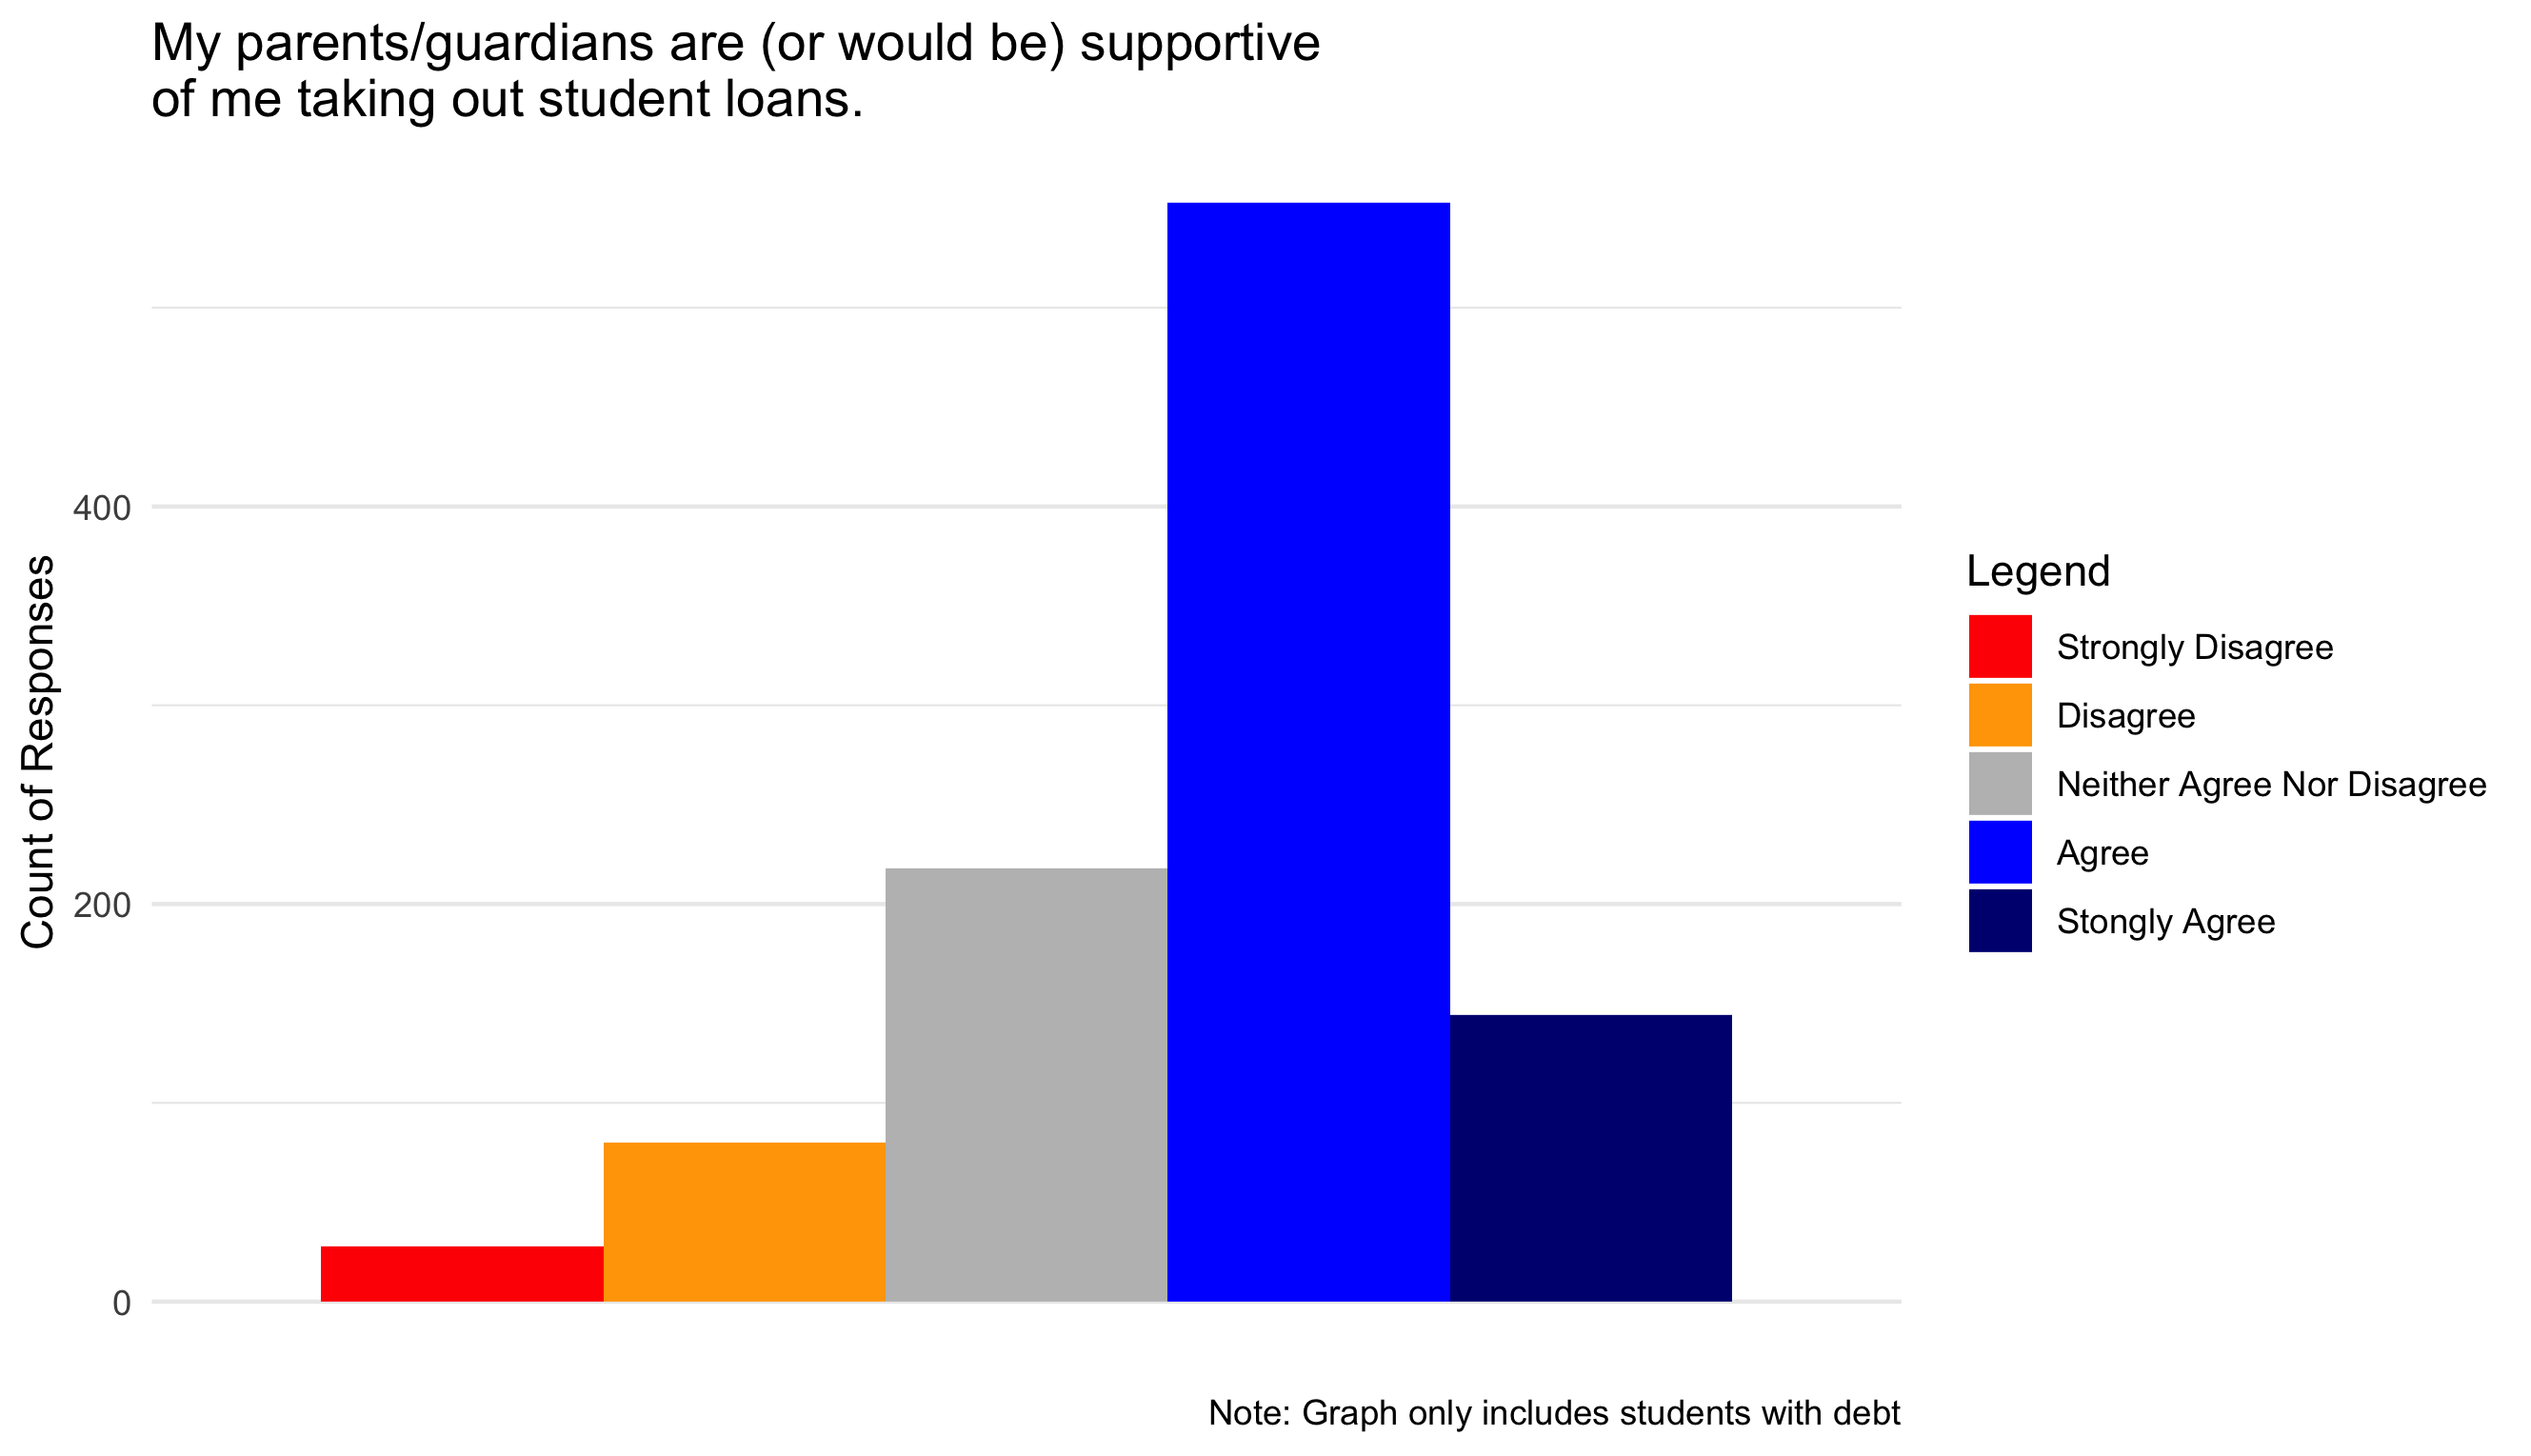 My parents/guardians are (or would be) supportive
of me taking out student loans.
Count of Responses
400
200
0
Legend
Strongly Disagree
Disagree
Neither Agree Nor Disagree
Agree
Stongly Agree
Note: Graph only includes students with debt